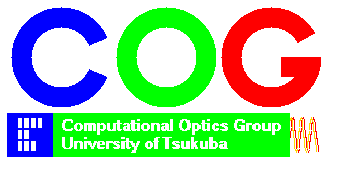 COG
Computational Optics Group
University of Tsukuba